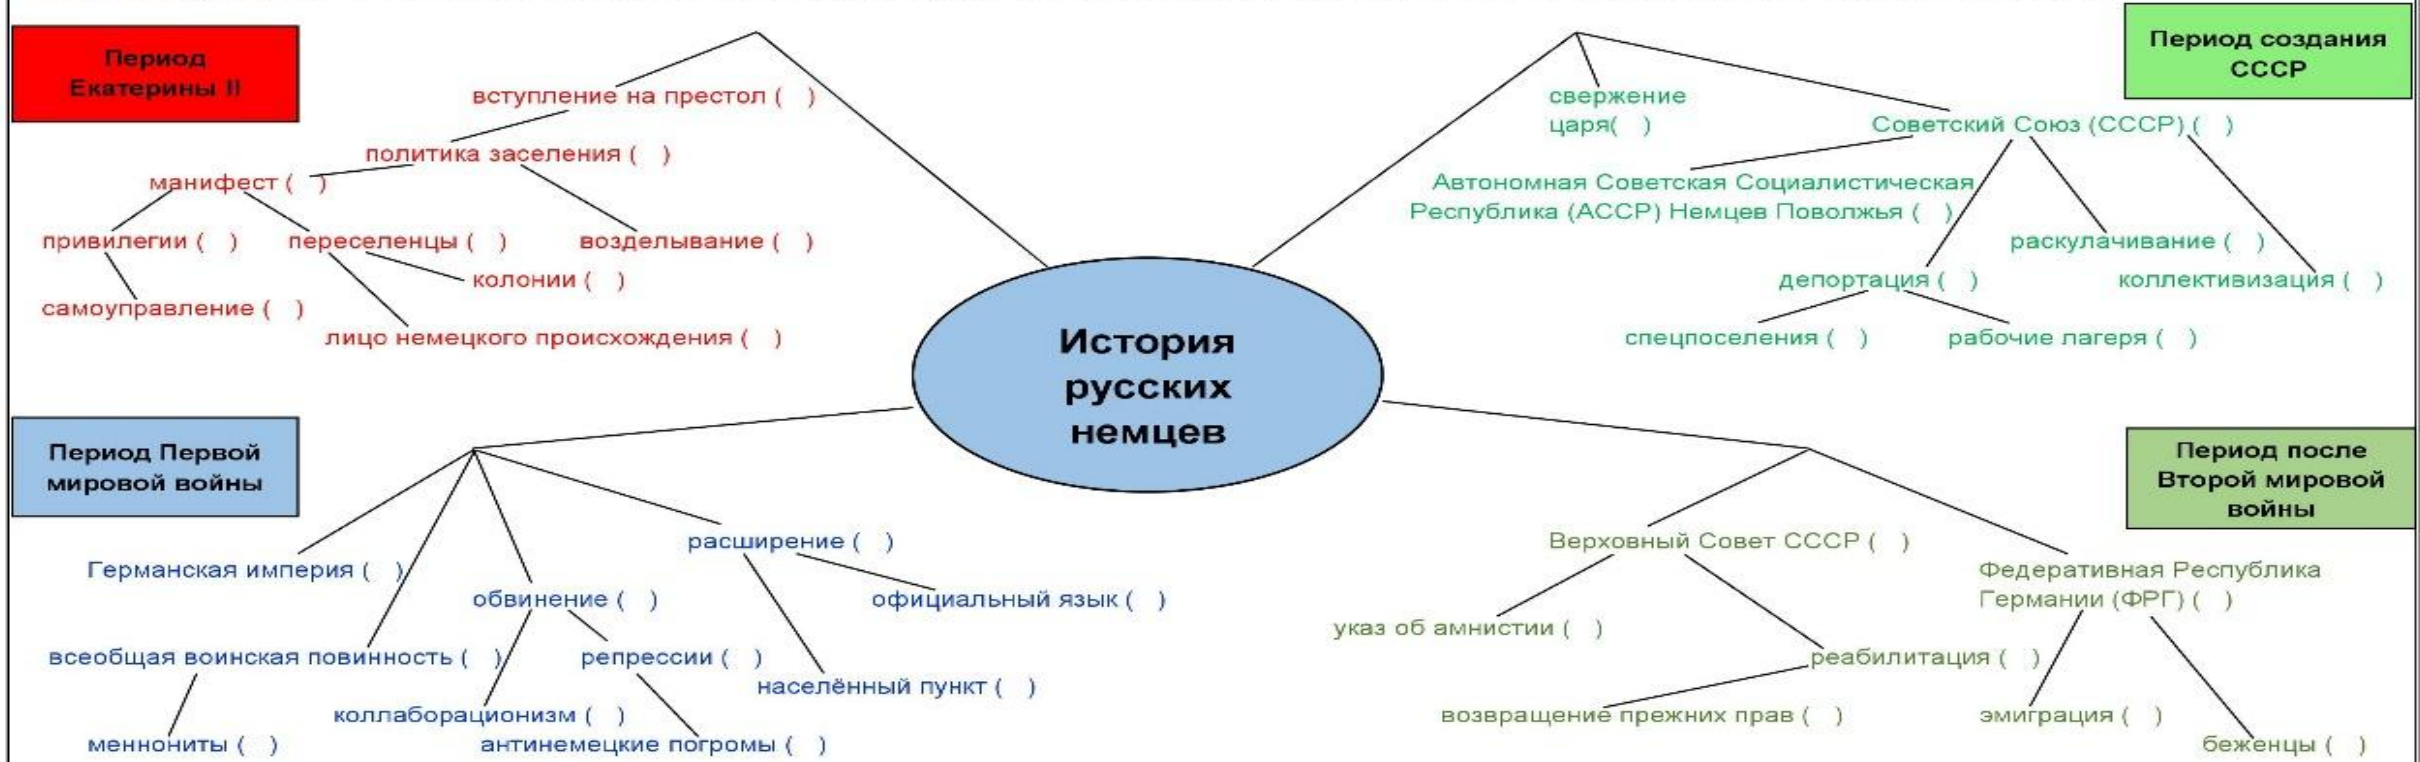 Период
Екатерины II
вступление на престол (   )
политика заселения (   )
манифест (   )
привилегии (   )
переселенцы (   )
возделывание (   )
колонии (   )
самоуправление (   )
лицо немецкого происхождения (   )
Период создания
СССР
свержение
царя(   )
Советский Союз (СССР) (   )
Автономная Советская Социалистическая
Республика (АССР) Немцев Поволжья (   )
раскулачивание (   )
депортация (   )
коллективизация (   )
спецпоселения (   )
рабочие лагеря (   )
История
русских
немцев
Период Первой
мировой войны
расширение (   )
Германская империя (   )
обвинение (   )
официальный язык (   )
всеобщая воинская повинность (   )
репрессии (   )
населённый пункт (   )
коллаборационизм (   )
меннониты (   )
антинемецкие погромы (   )
Период после
Второй мировой
войны
Верховный Совет СССР (   )
Федеративная Республика
Германии (ФРГ) (   )
указ об амнистии (   )
реабилитация (   )
возвращение прежних прав (   )
эмиграция (   )
беженцы (   )